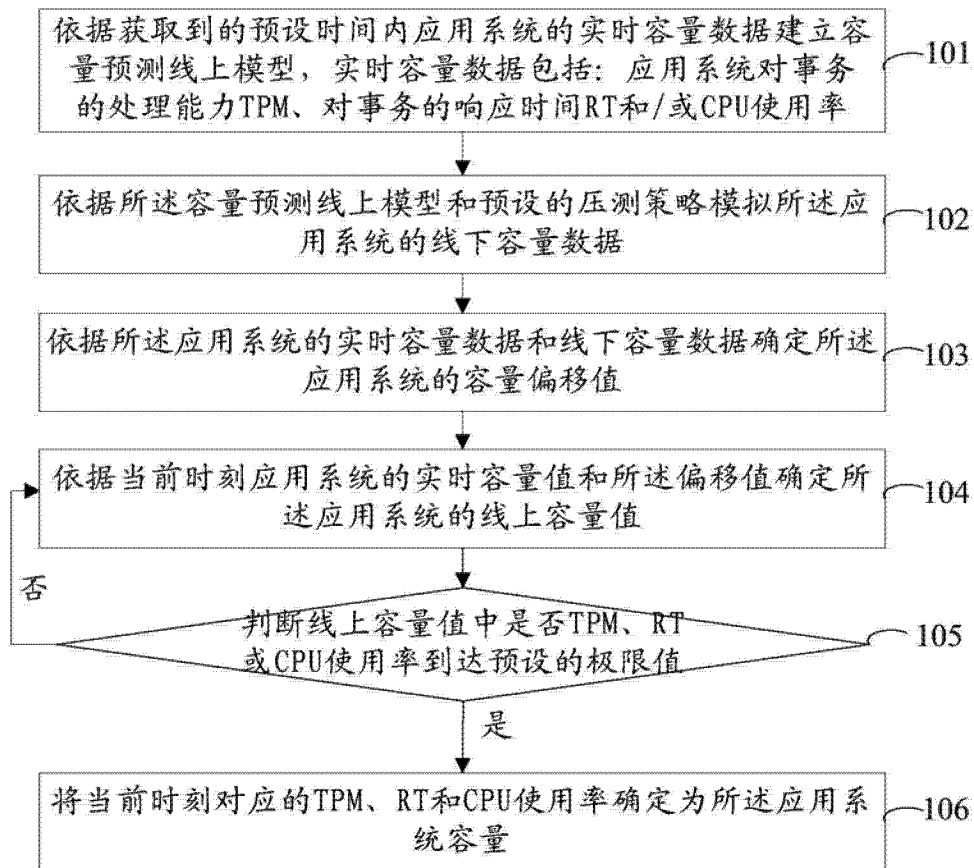 依据获取到的预设时间内应用系统的实时容量数据建立容
量预测线上模型，实时容量数据包括：应用系统对事务
的处理能力TPM、对事务的响应时间RT和/或CPU使用率
101
依据所述容量预测线上模型和预设的压测策略模拟所述应
用系统的线下容量数据
102
依据所述应用系统的实时容量数据和线下容量数据确定所述
应用系统的容量偏移值
103
依据当前时刻应用系统的实时容量值和所述偏移值确定所
述应用系统的线上容量值
104
否
判断线上容量值中是否TPM、RT
或CPU使用率到达预设的极限值
105
是
将当前时刻对应的TPM、RT和CPU使用率确定为所述应用系
统容量
106